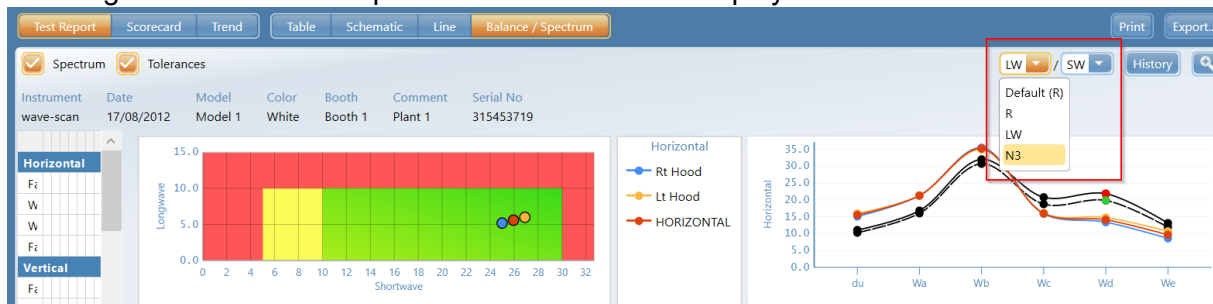 Test Report Scorecard Trend Table Schematic Line Balance / Spectrum Print Export..
Spectrum Tolerances LW / SW History
Default (R)
R
LW
N3
Instrument Date Model Color Booth Comment Serial No
wave-scan 17/08/2012 Model 1 White Booth 1 Plant 1 315453719
Horizontal
Vertical
Longwave
15.0
10.0
5.0
0.0
0 2 4 6 8 10 12 14 16 18 20 22 24 26 28 30 32
Shortwave
Horizontal
Rt Hood
Lt Hood
HORIZONTAL
Horizontal
35.0
30.0
25.0
20.0
15.0
10.0
5.0
0.0
du Wa Wb Wc Wd We